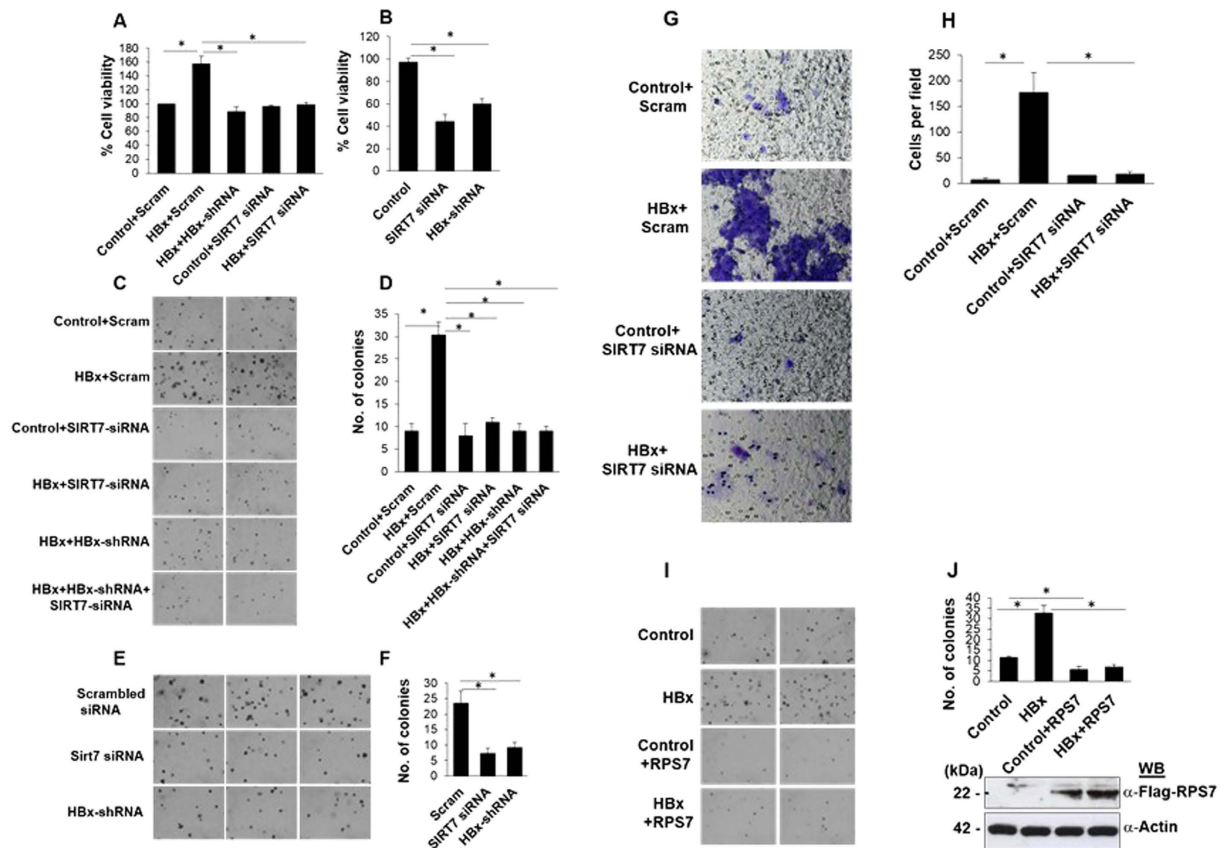 A
*
*
*
% Cell viability
180
160
140
120
100
80
60
40
20
0
Control+Scram
HBx+Scram
HBx+HBx-shRNA
Control+SIRT7 siRNA
HBx+SIRT7 siRNA
B
*
*
% Cell viability
120
100
80
60
40
20
0
Control
SIRT7 siRNA
HBx-shRNA
C
Control+Scram
HBx+Scram
Control+SIRT7-siRNA
HBx+SIRT7-siRNA
HBx+HBx-shRNA
HBx+HBx-shRNA+
SIRT7-siRNA
D
*
*
*
*
*
No. of colonies
35
30
25
20
15
10
5
0
Control+Scram
HBx+Scram
Control+SIRT7 siRNA
HBx+SIRT7 siRNA
HBx+HBx-shRNA
HBx+HBx-shRNA+SIRT7 siRNA
E
Scrambled
siRNA
Sirt7 siRNA
HBx-shRNA
F
*
*
No. of colonies
30
25
20
15
10
5
0
Scram
SIRT7 siRNA
HBx-shRNA
G
Control+
Scram
HBx+
Scram
Control+
SIRT7 siRNA
HBx+
SIRT7 siRNA
H
*
*
Cells per field
250
200
150
100
50
0
Control+Scram
HBx+Scram
Control+SIRT7 siRNA
HBx+SIRT7 siRNA
I
Control
HBx
Control
+RPS7
HBx
+RPS7
J
*
*
*
No. of colonies
40
35
30
25
20
15
10
5
0
Control
HBx
Control+RPS7
HBx+RPS7
(kDa)
WB
22 -
α-Flag-RPS7
42 -
α-Actin